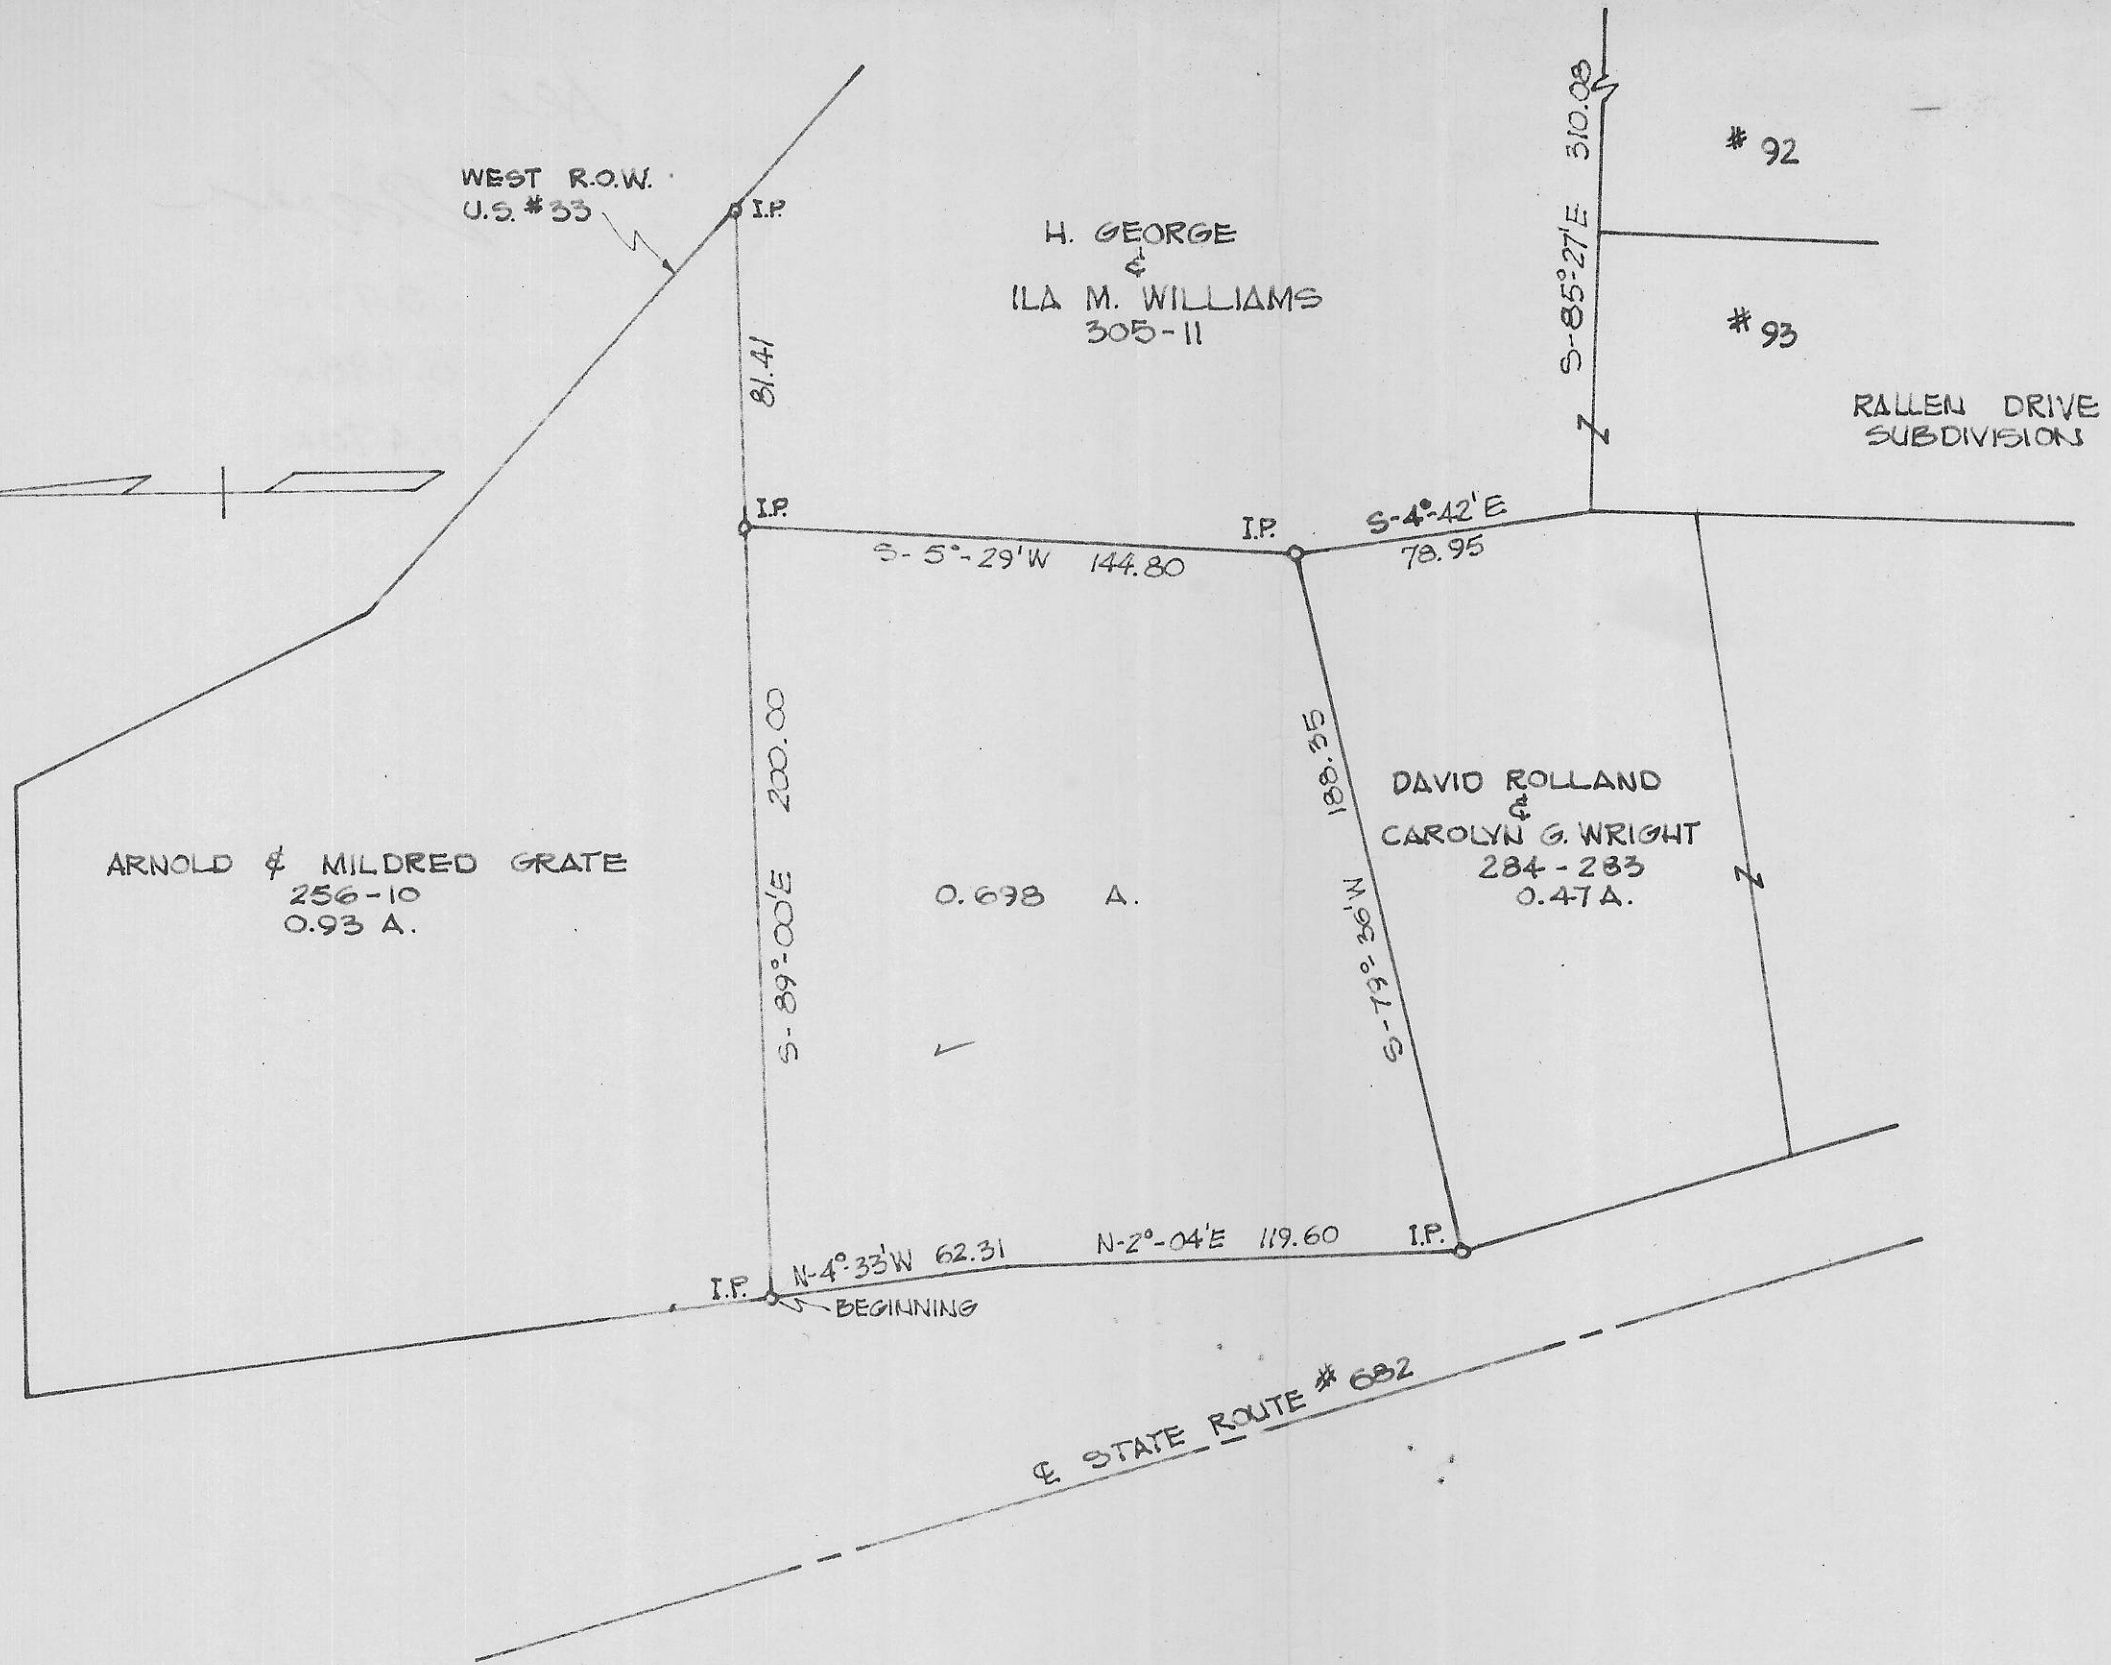 WEST R.O.W.
U.S. #33
I.P.
H. GEORGE
&
ILA M. WILLIAMS
305-11
81.41
S-85°-27'E 310.08
# 92
# 93
RALLEN DRIVE
SUBDIVISION
I.P.
S-5°-29'W 144.80
I.P.
S-4°-42'E
78.95
ARNOLD & MILDRED GRATE
256-10
0.93 A.
S-89°-00'E 200.00
0.698 A.
188.35
S-79°-36'W
DAVID ROLLAND
&
CAROLYN G. WRIGHT
284-283
0.47 A.
I.P.
N-4°-33'W 62.31
N-2°-04'E 119.60
I.P.
BEGINNING
℄ STATE ROUTE # 682